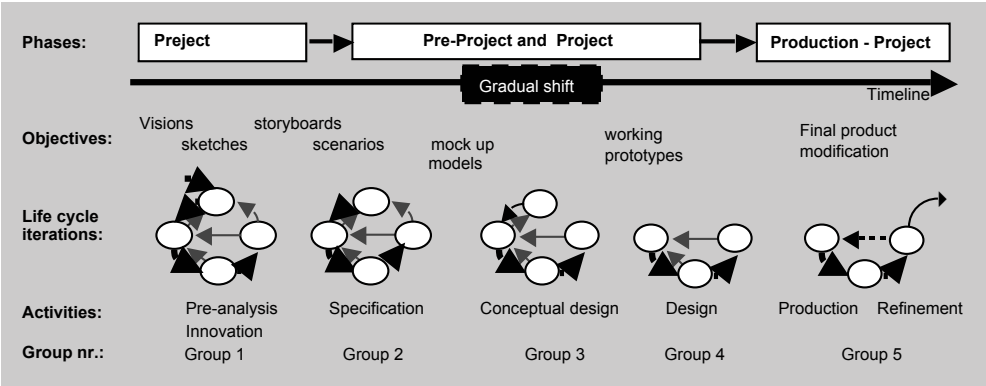 Phases: Preject Pre-Project and Project Production - Project
Gradual shift
Timeline
Objectives: Visions storyboards working Final product
sketches scenarios mock up prototypes modification
models
Life cycle
iterations:
Activities: Pre-analysis Specification Conceptual design Design Production Refinement
Innovation
Group nr.: Group 1 Group 2 Group 3 Group 4 Group 5